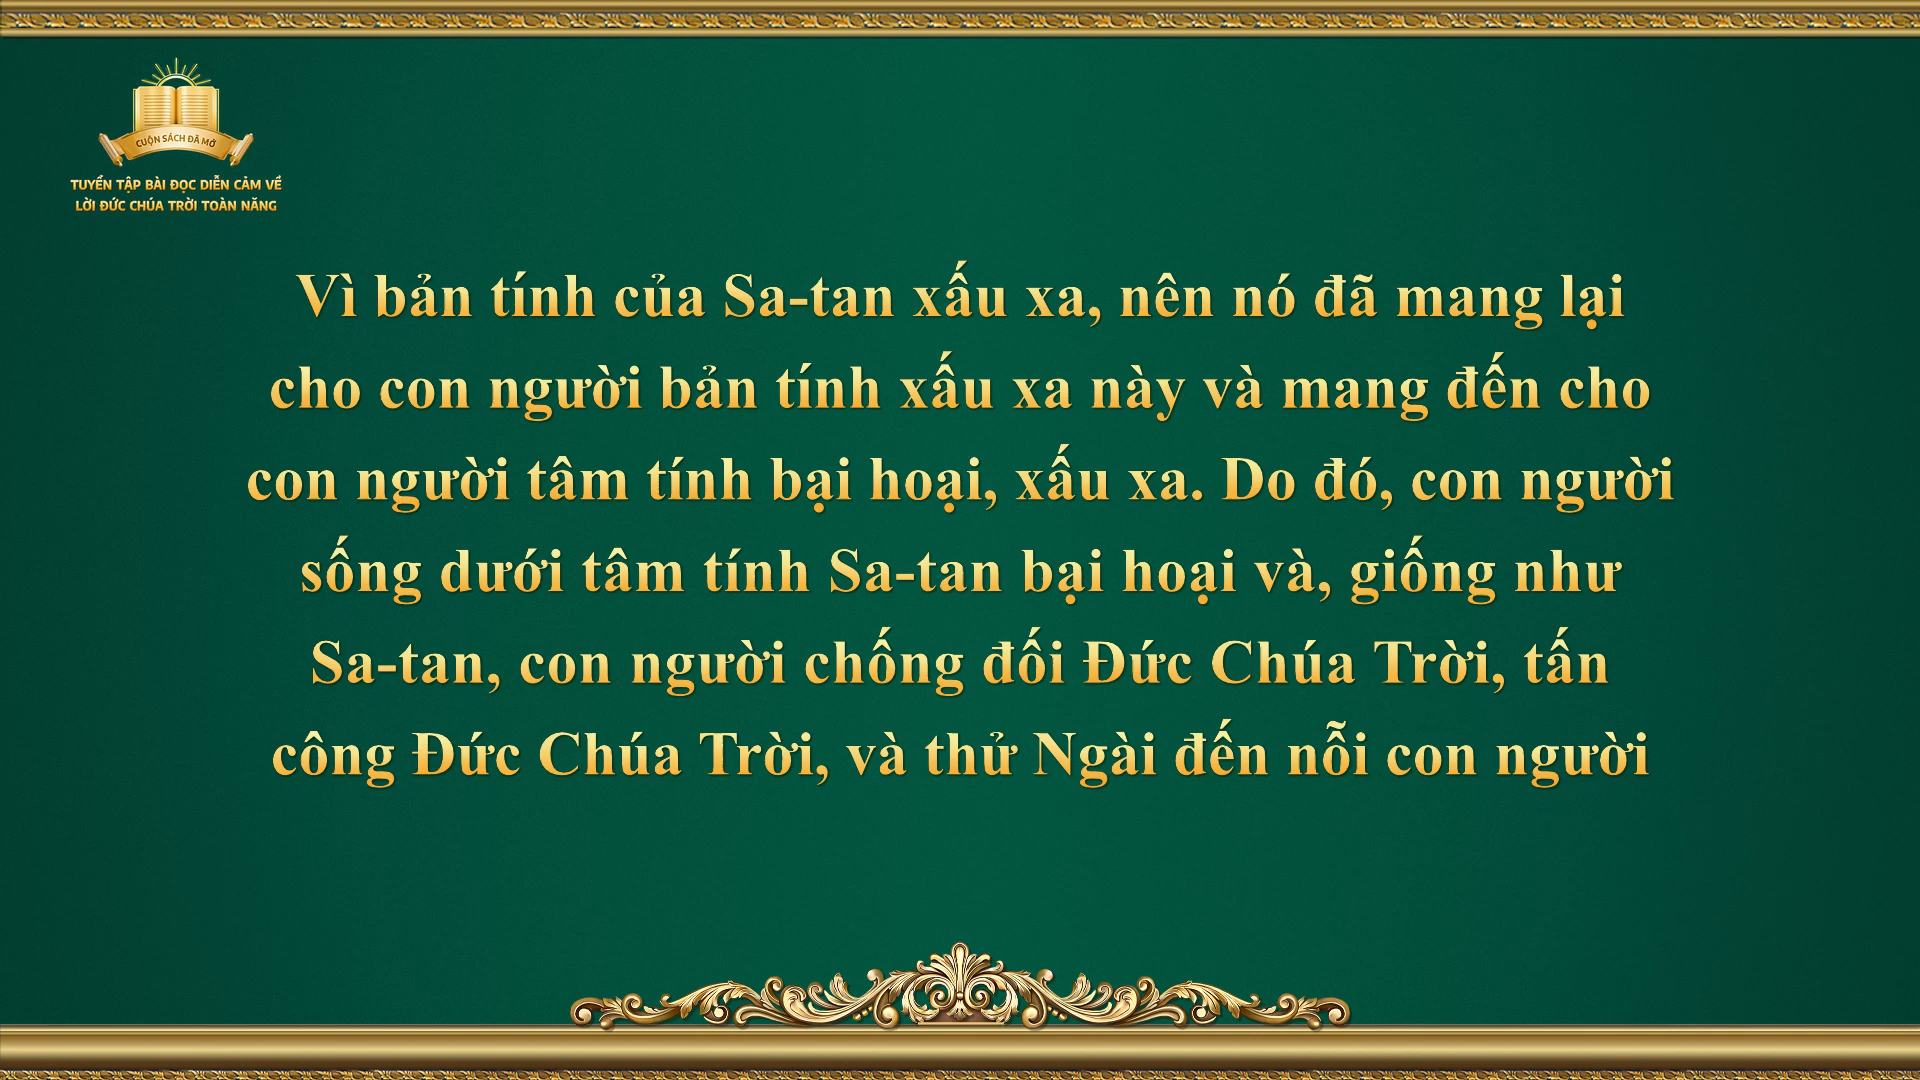 CUỘN SÁCH ĐÃ MỞ
TUYỂN TẬP BÀI ĐỌC DIỄN CẢM VỀ
LỜI ĐỨC CHÚA TRỜI TOÀN NĂNG
Vì bản tính của Sa-tan xấu xa, nên nó đã mang lại
cho con người bản tính xấu xa này và mang đến cho
con người tâm tính bại hoại, xấu xa. Do đó, con người
sống dưới tâm tính Sa-tan bại hoại và, giống như
Sa-tan, con người chống đối Đức Chúa Trời, tấn
công Đức Chúa Trời, và thử Ngài đến nỗi con người